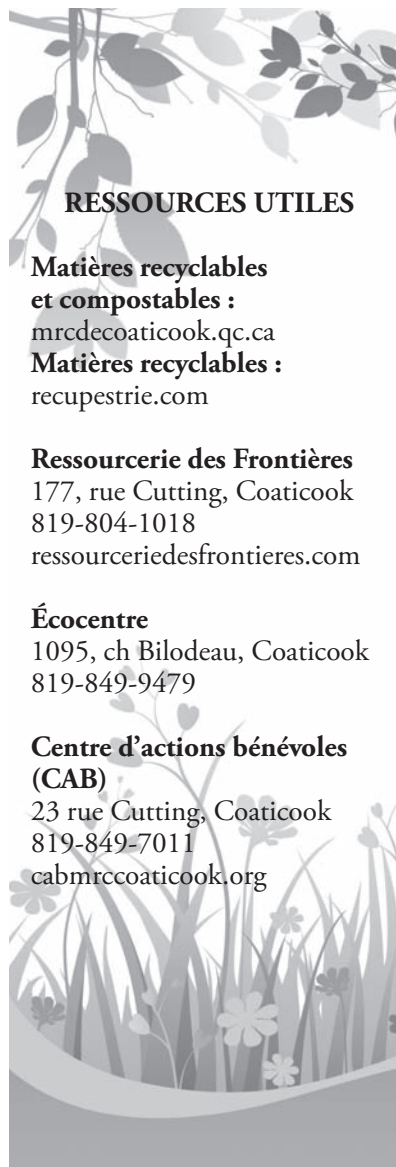 RESSOURCES UTILES
Matières recyclables
et compostables :
mrcdecoaticook.qc.ca
Matières recyclables :
recupestrie.com
Ressourcerie des Frontières
177, rue Cutting, Coaticook
819-804-1018
ressourceriedesfrontieres.com
Écocentre
1095, ch Bilodeau, Coaticook
819-849-9479
Centre d’actions bénévoles
(CAB)
23 rue Cutting, Coaticook
819-849-7011
cabmrccoaticook.org